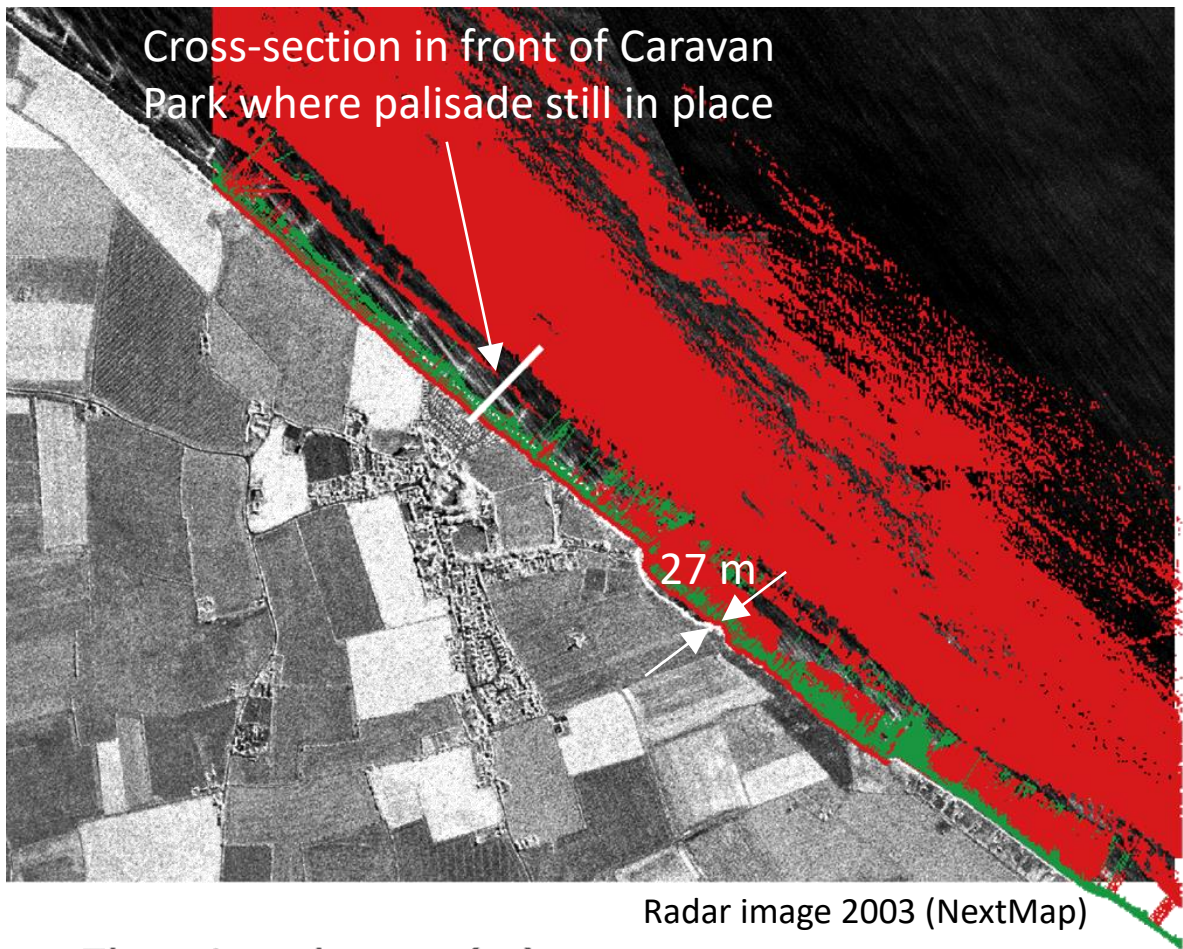 Cross-section in front of Caravan
Park where palisade still in place
27 m
Radar image 2003 (NextMap)